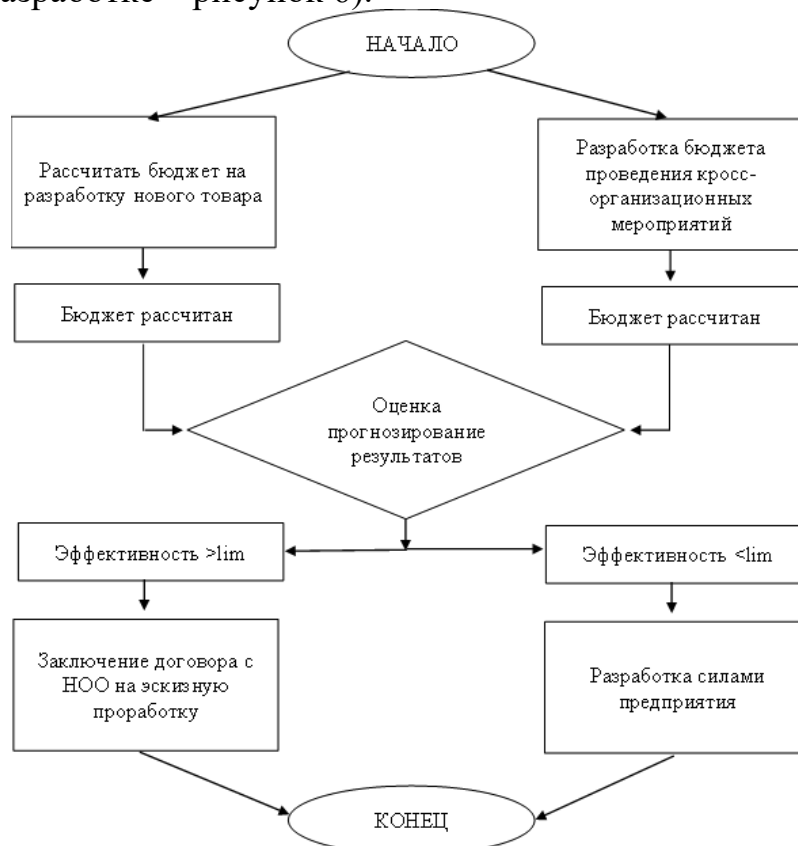 азработке – рисунок 6).
НАЧАЛО
Рассчитать бюджет на
разработку нового товара
Разработка бюджета
проведения кросс-
организационных
мероприятий
Бюджет рассчитан
Бюджет рассчитан
Оценка
прогнозирование
результатов
Эффективность >lim
Эффективность <lim
Заключение договора с
НОО на эскизную
проработку
Разработка силами
предприятия
КОНЕЦ